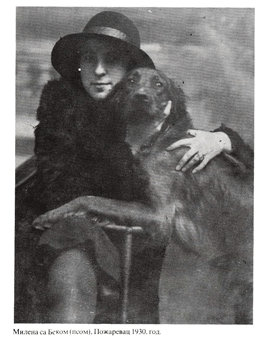 Милена са Беком (псом), Пожаревац 1930. год.